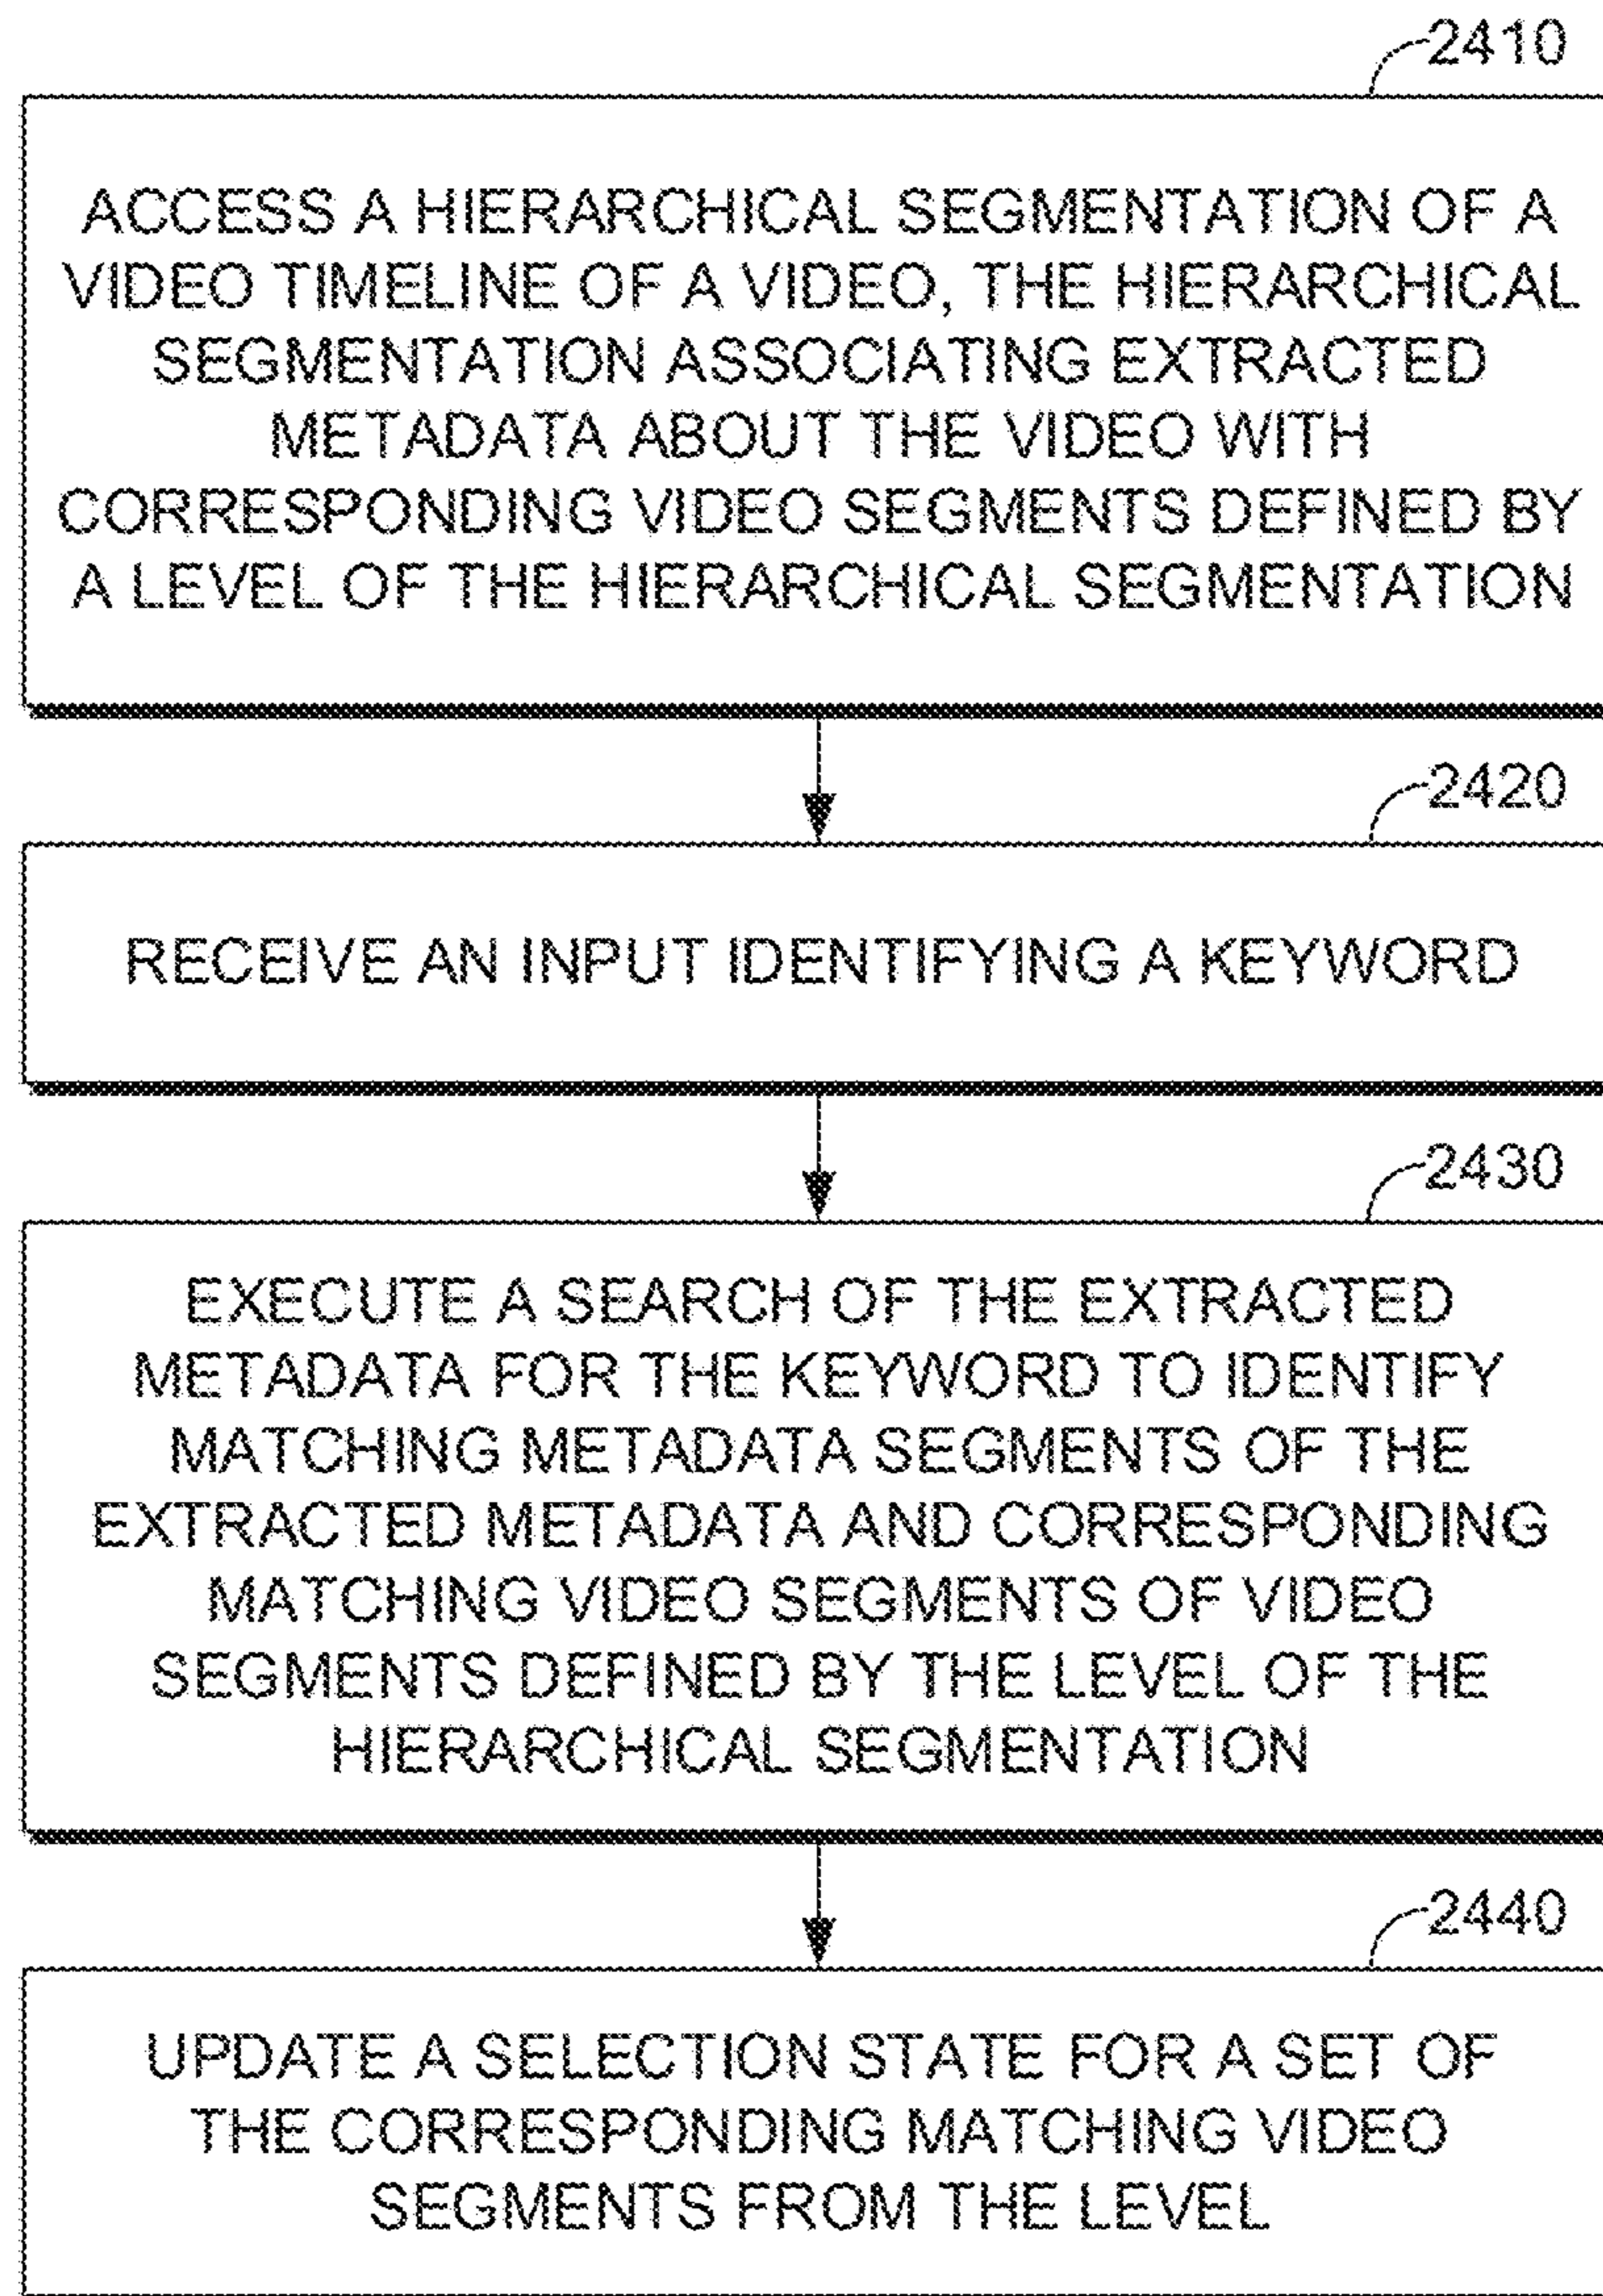 2410
ACCESS A HIERARCHICAL SEGMENTATION OF A
VIDEO TIMELINE OF A VIDEO, THE HIERARCHICAL
SEGMENTATION ASSOCIATING EXTRACTED
METADATA ABOUT THE VIDEO WITH
CORRESPONDING VIDEO SEGMENTS DEFINED BY
A LEVEL OF THE HIERARCHICAL SEGMENTATION
2420
RECEIVE AN INPUT IDENTIFYING A KEYWORD
2430
EXECUTE A SEARCH OF THE EXTRACTED
METADATA FOR THE KEYWORD TO IDENTIFY
MATCHING METADATA SEGMENTS OF THE
EXTRACTED METADATA AND CORRESPONDING
MATCHING VIDEO SEGMENTS OF VIDEO
SEGMENTS DEFINED BY THE LEVEL OF THE
HIERARCHICAL SEGMENTATION
2440
UPDATE A SELECTION STATE FOR A SET OF
THE CORRESPONDING MATCHING VIDEO
SEGMENTS FROM THE LEVEL